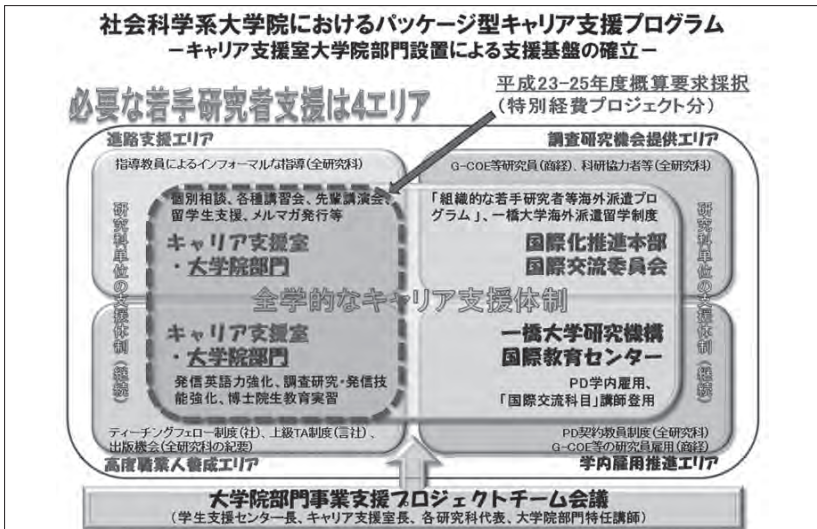 社会科学系大学院におけるパッケージ型キャリア支援プログラム
－キャリア支援室大学院部門設置による支援基盤の確立－
平成23-25年度概算要求採択
(特別経費プロジェクト分)
必要な若手研究者支援は4エリア
進路支援エリア
調査研究機会提供エリア
指導教員によるインフォーマルな指導(全研究科)
G-COE等研究員(商経)、科研協力者等(全研究科)
個別相談、各種講習会、先輩講演会、
留学生支援、メルマガ発行等
「組織的な若手研究者等海外派遣プロ
グラム」、一橋大学海外派遣留学制度
キャリア支援室
・大学院部門
国際化推進本部
国際交流委員会
研究科単位の支援体制(継続)
研究科単位の支援体制(継続)
全学的なキャリア支援体制
キャリア支援室
・大学院部門
一橋大学研究機構
国際教育センター
発信英語力強化、調査研究・発信技
能強化、博士院生教育実習
PD学内雇用、
「国際交流科目」講師登用
ティーチングフェロー制度(社)、上級TA制度(言社)、
出版機会(全研究科の紀要)
PD契約教員制度(全研究科)
G-COE等の研究員雇用(商経)
高度職業人養成エリア
学内雇用推進エリア
大学院部門事業支援プロジェクトチーム会議
(学生支援センター長、キャリア支援室長、各研究科代表、大学院部門特任講師)